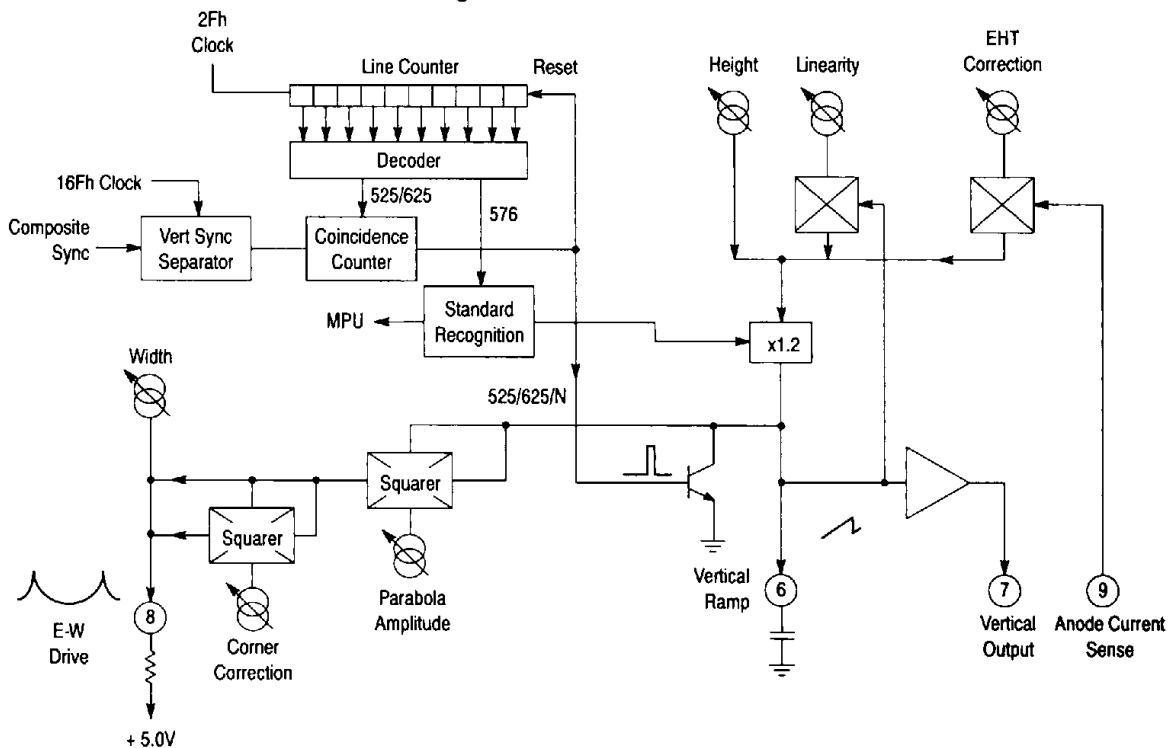 2Fh
Clock
Line Counter
Reset
Height
Linearity
EHT
Correction
Decoder
16Fh Clock
525/625
576
Composite
Sync
Vert Sync
Separator
Coincidence
Counter
MPU
Standard
Recognition
x1.2
Width
525/625/N
Squarer
Squarer
Parabola
Amplitude
Corner
Correction
E-W
Drive
8
+ 5.0V
Vertical
Ramp
6
7
Vertical
Output
9
Anode Current
Sense